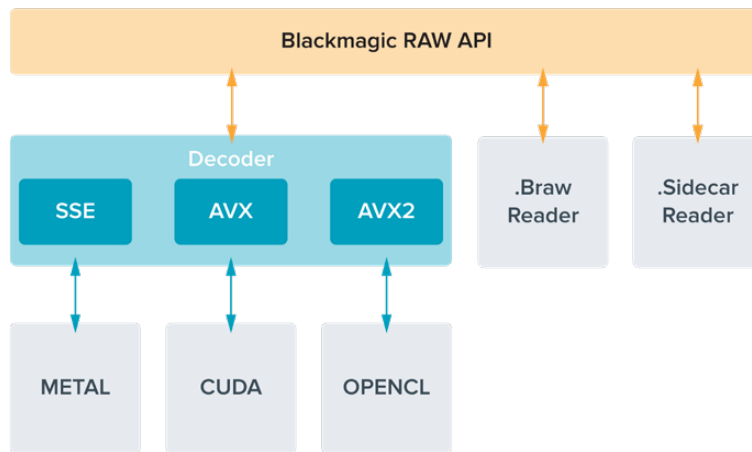 Blackmagic RAW API
Decoder
SSE
AVX
AVX2
.Braw
Reader
.Sidecar
Reader
METAL
CUDA
OPENCL